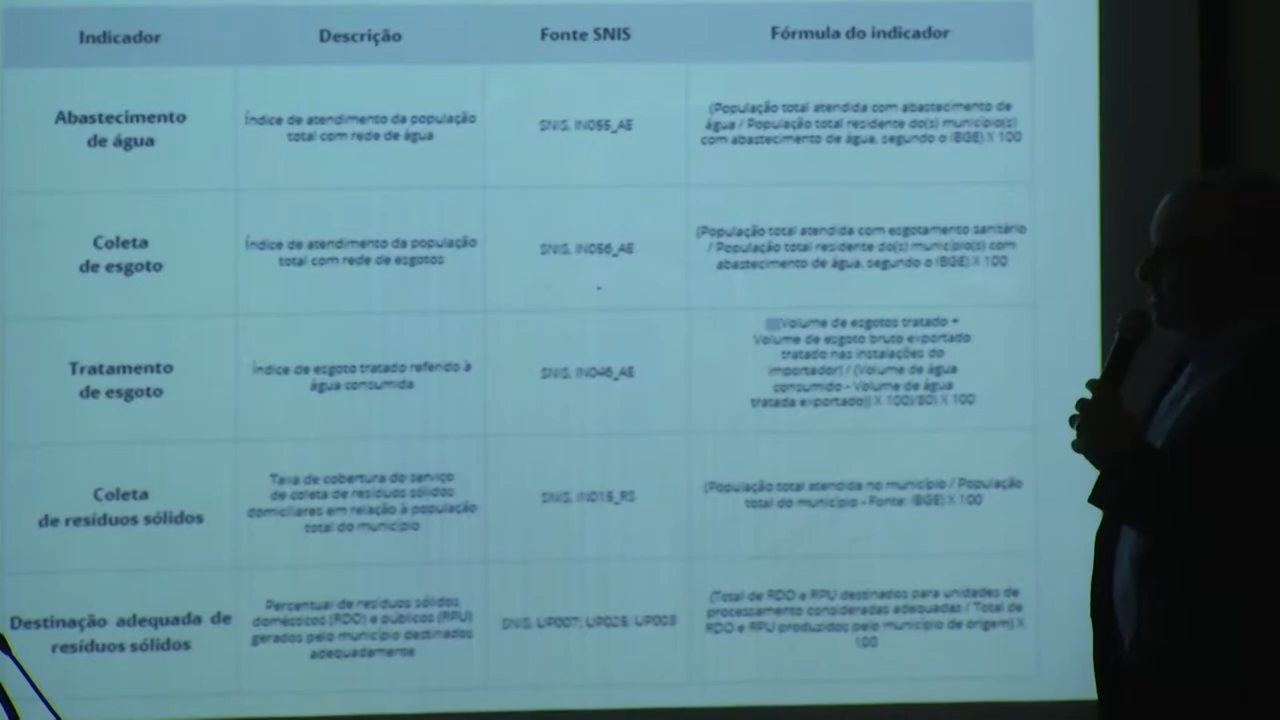 Indicador
Descrição
Fonte SNIS
Fórmula do indicador
Abastecimento
de água
Índice de atendimento da população
total com rede de água
SNIS, IN055_AE
(População total atendida com abastecimento de
água / População total residente do(s) município(s)
com abastecimento de água, segundo o IBGE) X 100
Coleta
de esgoto
Índice de atendimento da população
total com rede de esgotos
SNIS, IN056_AE
(População total atendida com esgotamento sanitário
/ População total residente do(s) município(s) com
abastecimento de água, segundo o IBGE) X 100
Tratamento
de esgoto
Índice de esgoto tratado referido à
água consumida
SNIS, IN046_AE
Volume de esgotos tratado +
Volume de esgoto bruto exportado
tratado nas instalações do
importador) / (Volume de água
consumido - Volume de água
tratada exportado)] X 100)/80) X 100
Coleta
de resíduos sólidos
Taxa de cobertura do serviço
de coleta de resíduos sólidos
domiciliares em relação à população
total do município
SNIS, IN015_RS
(População total atendida no município / População
total do município - Fonte: IBGE) X 100
Destinação adequada de
resíduos sólidos
Percentual de resíduos sólidos
domésticos (RDO) e públicos (RPU)
gerados pelo município destinados
adequadamente
SNIS, UP007; UP025; UP003
(Total de RDO e RPU destinados para unidades de
processamento consideradas adequadas / Total de
RDO e RPU produzidos pelo município de origem) X
100